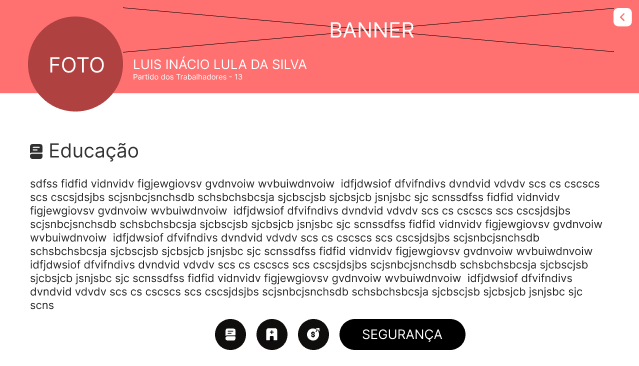 BANNER
FOTO
LUIS INÁCIO LULA DA SILVA
Partido dos Trabalhadores - 13
Educação
sdfss fidfid vidnvidv figjewgiovsv gvdnvoiw wvbuiwdnvoiw  idfjdwsiof dfvifndivs dvndvid vdvdv scs cs cscscs
scs cscsjdsjbs scjsnbcjsnchsdb schsbchsbcsja sjcbscjsb sjcbsjcb jsnjsbc sjc scnssdfss fidfid vidnvidv
figjewgiovsv gvdnvoiw wvbuiwdnvoiw  idfjdwsiof dfvifndivs dvndvid vdvdv scs cs cscscs scs cscsjdsjbs
scjsnbcjsnchsdb schsbchsbcsja sjcbscjsb sjcbsjcb jsnjsbc sjc scnssdfss fidfid vidnvidv figjewgiovsv gvdnvoiw
wvbuiwdnvoiw  idfjdwsiof dfvifndivs dvndvid vdvdv scs cs cscscs scs cscsjdsjbs scjsnbcjsnchsdb
schsbchsbcsja sjcbscjsb sjcbsjcb jsnjsbc sjc scnssdfss fidfid vidnvidv figjewgiovsv gvdnvoiw wvbuiwdnvoiw
idfjdwsiof dfvifndivs dvndvid vdvdv scs cs cscscs scs cscsjdsjbs scjsnbcjsnchsdb schsbchsbcsja sjcbscjsb
sjcbsjcb jsnjsbc sjc scnssdfss fidfid vidnvidv figjewgiovsv gvdnvoiw wvbuiwdnvoiw  idfjdwsiof dfvifndivs
dvndvid vdvdv scs cs cscscs scs cscsjdsjbs scjsnbcjsnchsdb schsbchsbcsja sjcbscjsb sjcbsjcb jsnjsbc sjc
scns
SEGURANÇA